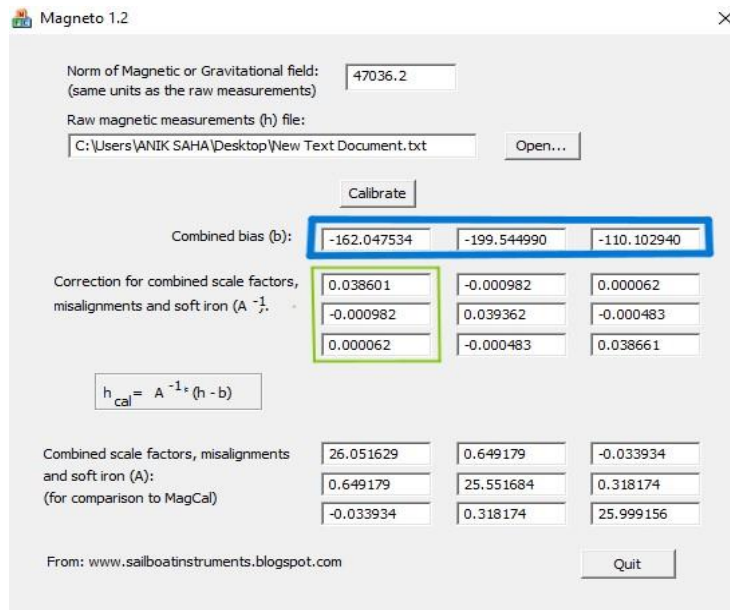 Magneto 1.2
Norm of Magnetic or Gravitational field:
(same units as the raw measurements)
47036.2
Raw magnetic measurements (h) file:
C:\Users\ANIK SAHA\Desktop\New Text Document.txt
Open...
Calibrate
Combined bias (b):
-162.047534 -199.544990 -110.102940
Correction for combined scale factors,
misalignments and soft iron (A -1).
0.038601 -0.000982 0.000062
-0.000982 0.039362 -0.000483
0.000062 -0.000483 0.038661
h cal = A -1 * (h - b)
Combined scale factors, misalignments
and soft iron (A):
(for comparison to MagCal)
26.051629 0.649179 -0.033934
0.649179 25.551684 0.318174
-0.033934 0.318174 25.999156
From: www.sailboatinstruments.blogspot.com
Quit